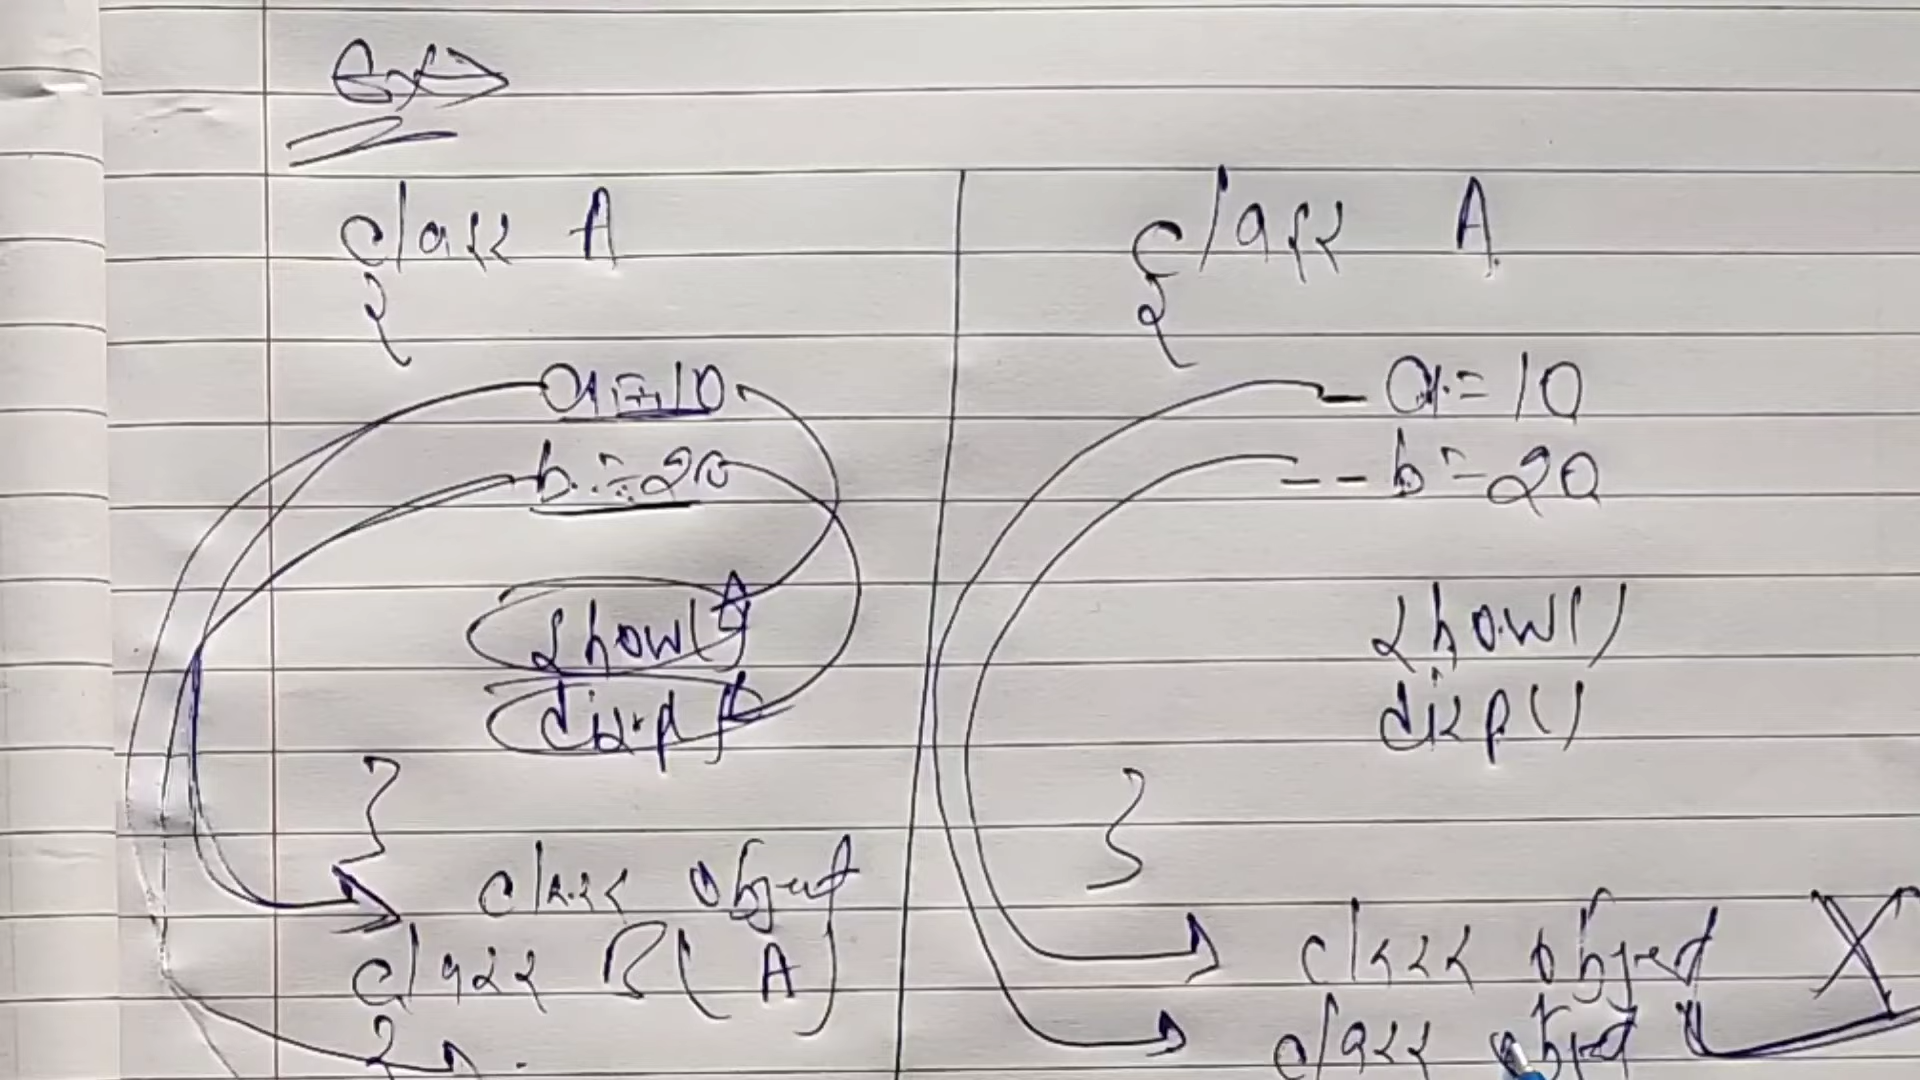 Ex
class A
{
a = 10
b = 20
show()
disp()
}
class object
class B(A)
{
class A
{
- a = 10
-- b = 20
show()
disp()
}
class object X
class object